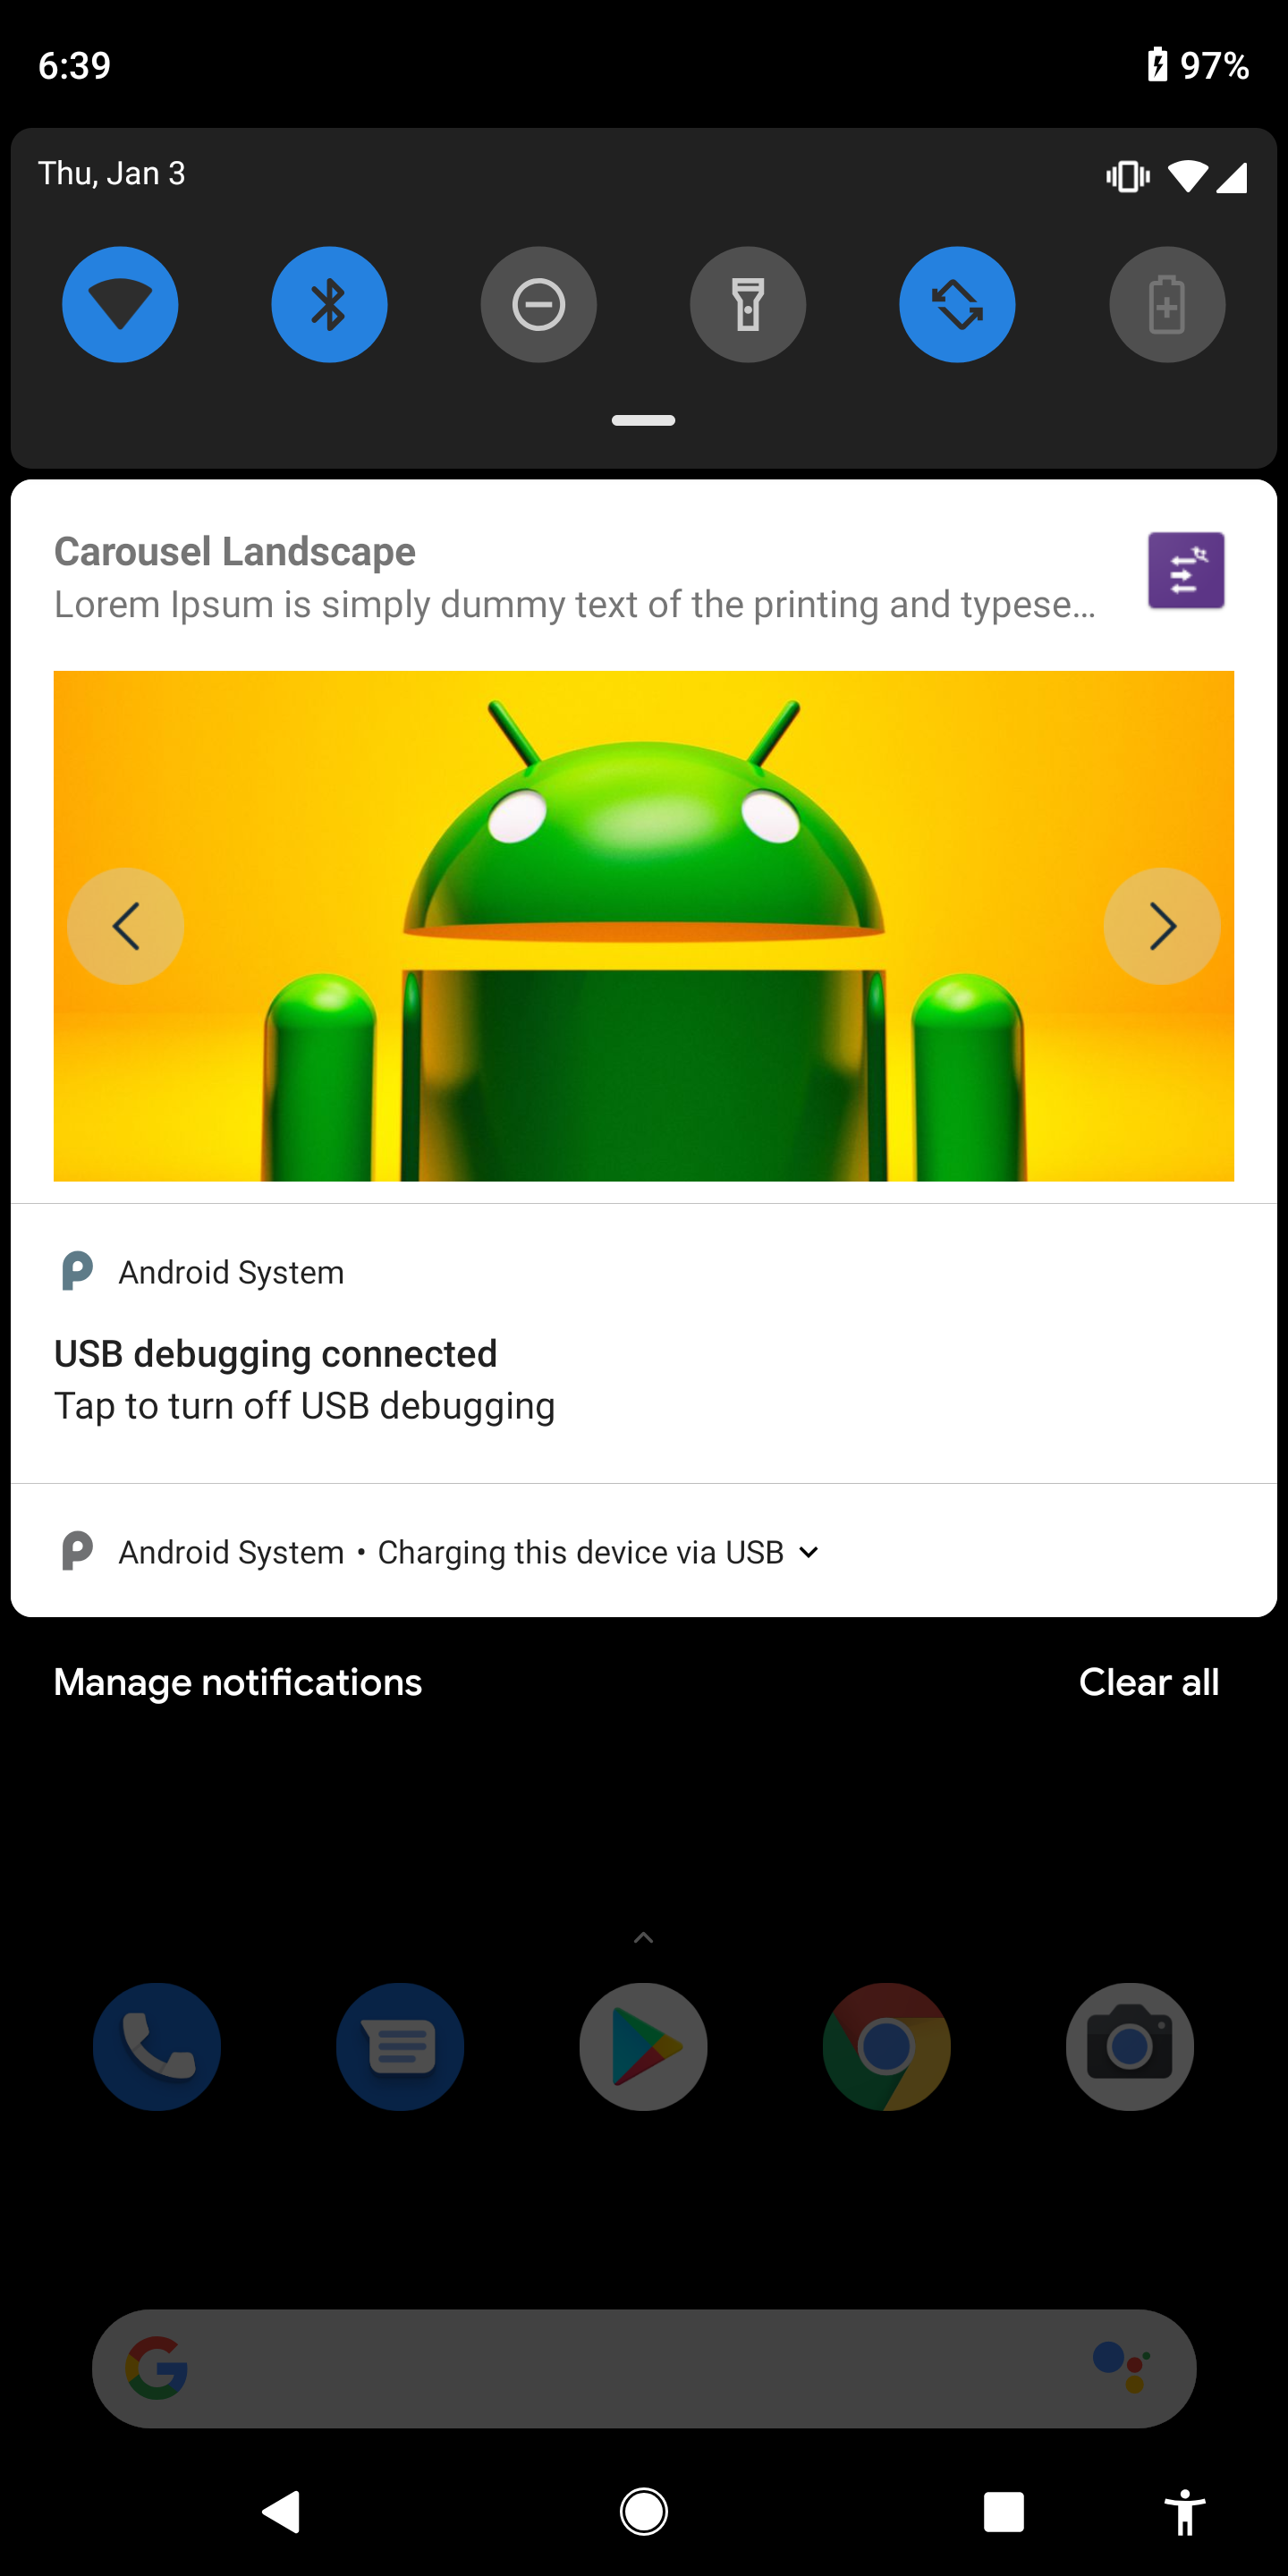 6:39
97%
Thu, Jan 3
Carousel Landscape
Lorem Ipsum is simply dummy text of the printing and typese…
Android System
USB debugging connected
Tap to turn off USB debugging
Android System • Charging this device via USB
Manage notifications
Clear all